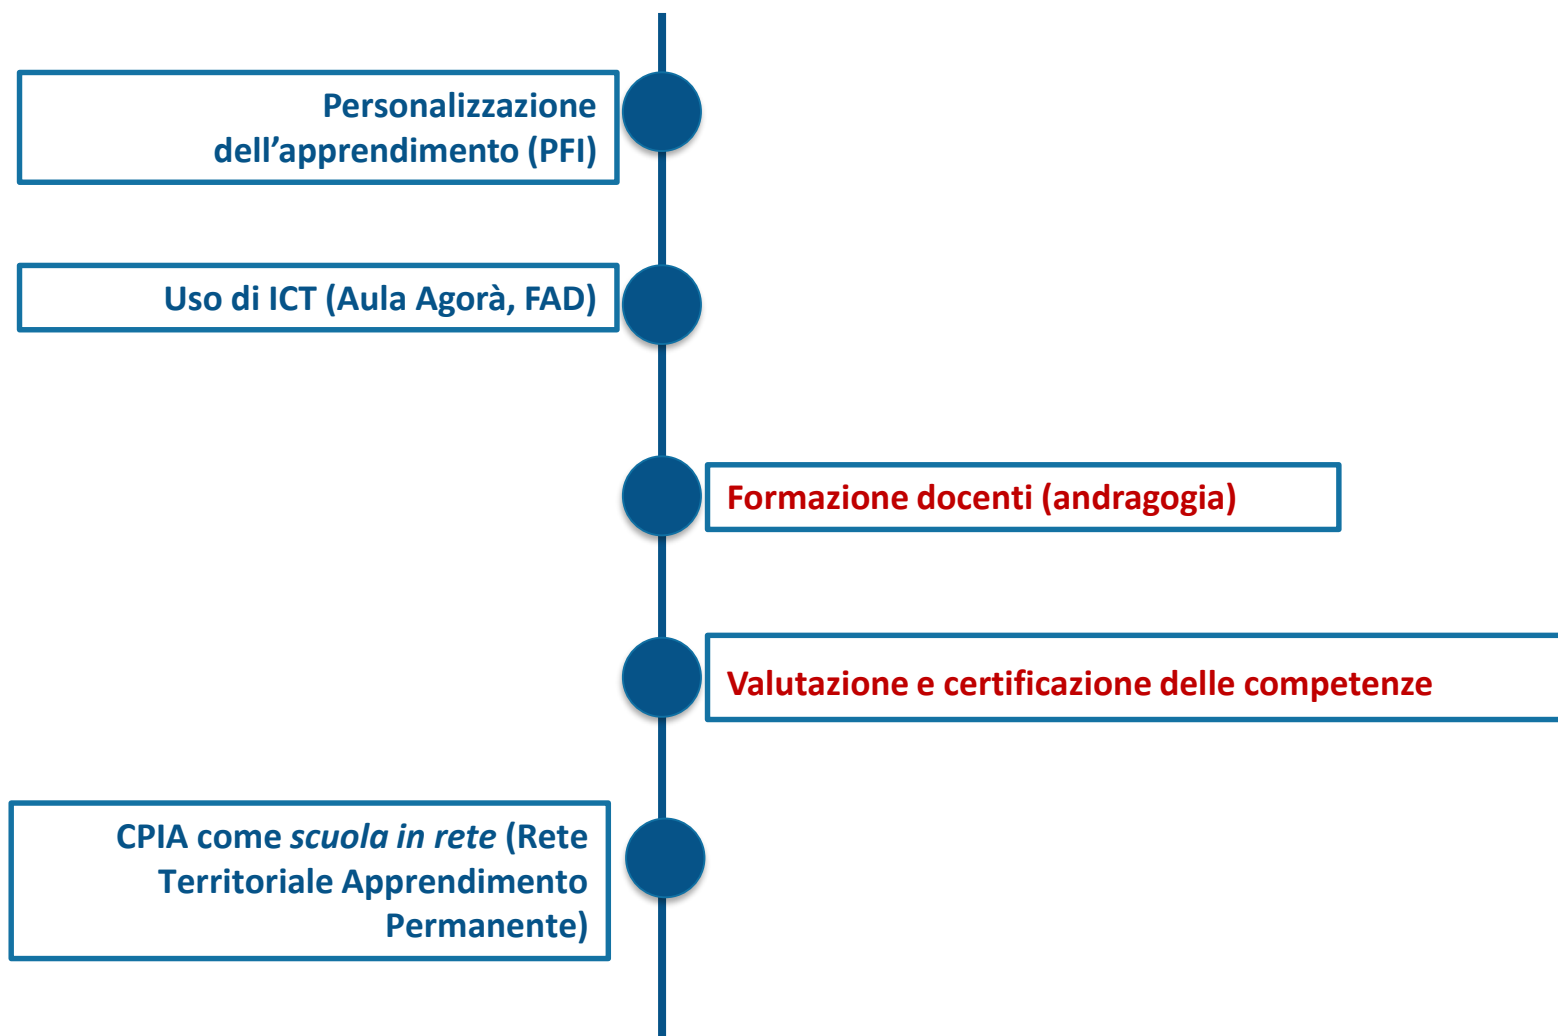 Personalizzazione
dell’apprendimento (PFI)
Uso di ICT (Aula Agorà, FAD)
Formazione docenti (andragogia)
Valutazione e certificazione delle competenze
CPIA come scuola in rete (Rete
Territoriale Apprendimento
Permanente)